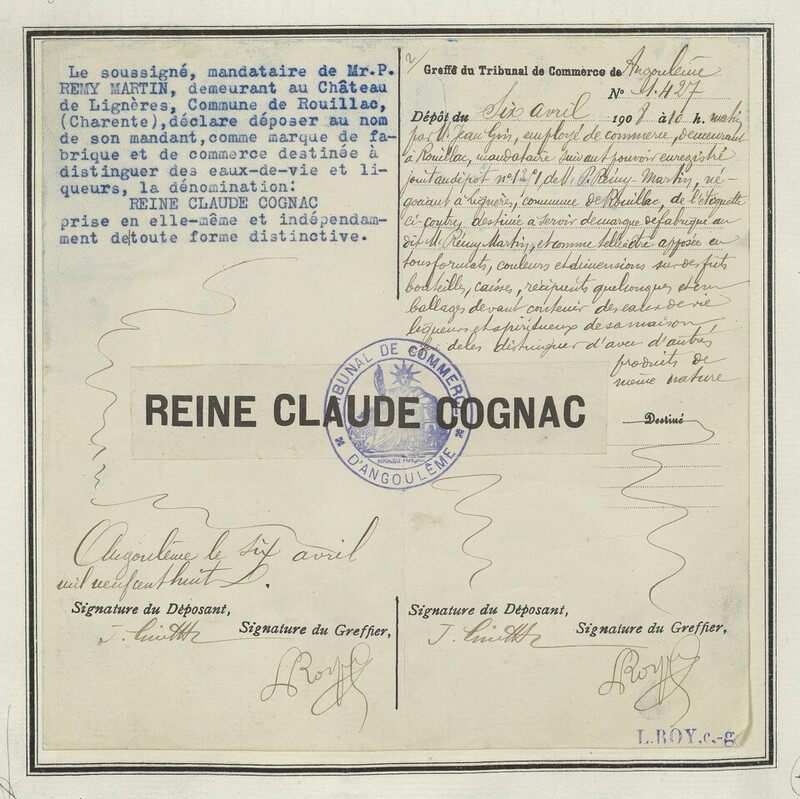 Le soussigné, mandataire de Mr.P.
REMY MARTIN, demeurant au Château
de Lignères, Commune de Rouillac,
(Charente),déclare déposer au nom
de son mandant,comme marque de fa-
brique et de commerce destinée à
distinguer des eaux-de-vie et li-
queurs, la dénomination:
REINE CLAUDE COGNAC
prise en elle-même et indépendam-
ment detoute forme distinctive.
Greffe du Tribunal de Commerce de Angoulême
N° 1.427
Dépôt du Six avril 1908 à 10 h. matin
par M. Jean Gris, employé de commerce, demeurant
à Rouillac, mandataire suivant pouvoir enregistré
joint au dépôt n° de M. P. Rémy-Martin, né-
gociant à Lignères, commune de Rouillac, de l'étiquette
ci-contre, destinée à servir de marque de fabrique au
dit M. Rémy Martin, et comme telle être apposée en
tous formats, couleurs et dimensions sur des fûts
bouteilles, caisses, récipients quelconques et em
ballages devant contenir des eaux de vie
liqueurs et spiritueux de sa maison
de les distinguer d'avec d'autres
produits de
même nature
TRIBUNAL DE COMMERCE
REINE CLAUDE COGNAC
RÉPUBLIQUE FRANÇAISE
D'ANGOULÊME
Destiné
Angoulême le six avril
mil neuf cent huit
Signature du Déposant,
Signature du Greffier,
LRoy
Signature du Déposant,
Signature du Greffier,
LRoy
L.ROY,c.-g